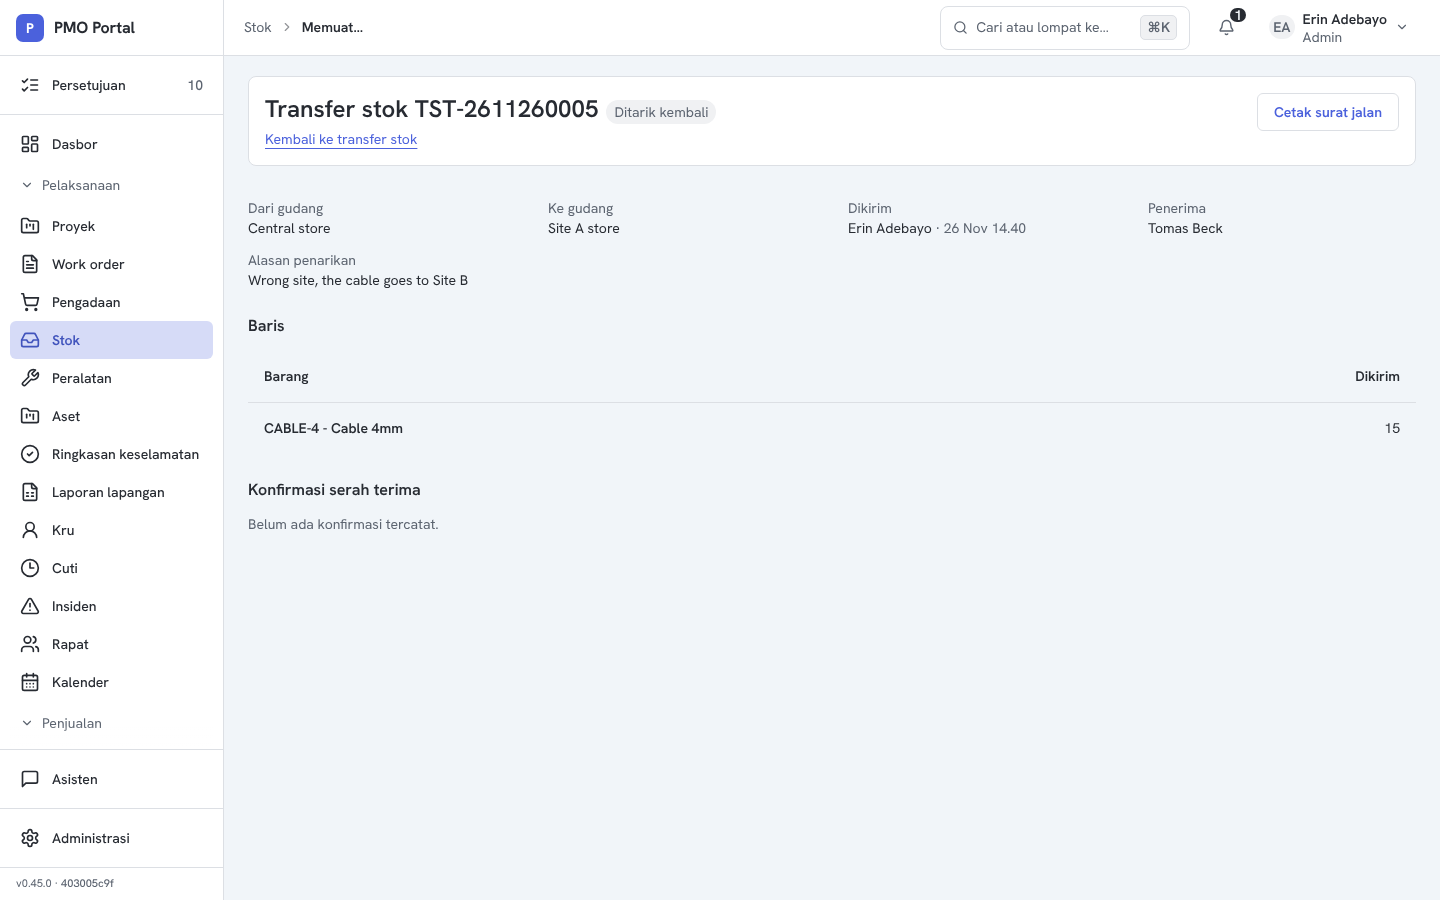 P PMO Portal
Stok > Memuat...
Cari atau lompat ke... ⌘K
1
EA Erin Adebayo
Admin
Persetujuan 10
Dasbor
Pelaksanaan
Proyek
Work order
Pengadaan
Stok
Peralatan
Aset
Ringkasan keselamatan
Laporan lapangan
Kru
Cuti
Insiden
Rapat
Kalender
Penjualan
Asisten
Administrasi
v0.45.0 · 403005c9f
Transfer stok TST-2611260005 Ditarik kembali
Kembali ke transfer stok
Cetak surat jalan
Dari gudang
Central store
Ke gudang
Site A store
Dikirim
Erin Adebayo · 26 Nov 14.40
Penerima
Tomas Beck
Alasan penarikan
Wrong site, the cable goes to Site B
Baris
Barang Dikirim
CABLE-4 - Cable 4mm 15
Konfirmasi serah terima
Belum ada konfirmasi tercatat.